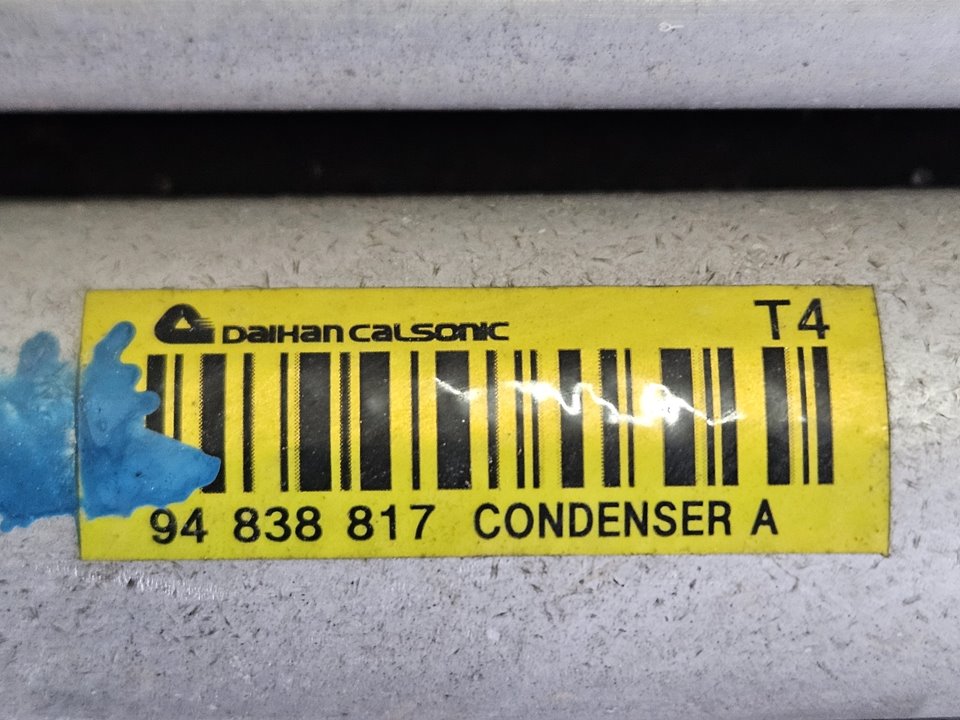 DAIHAN CALSONIC T4
94 838 817 CONDENSER A